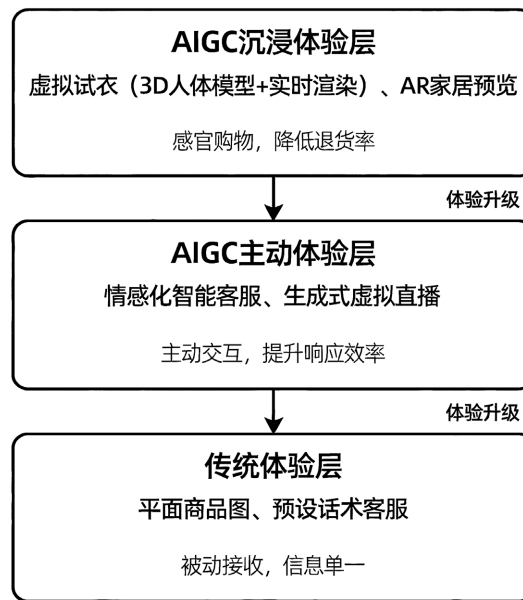 AIGC沉浸体验层
虚拟试衣（3D人体模型+实时渲染）、AR家居预览
感官购物，降低退货率
体验升级
AIGC主动体验层
情感化智能客服、生成式虚拟直播
主动交互，提升响应效率
体验升级
传统体验层
平面商品图、预设话术客服
被动接收，信息单一